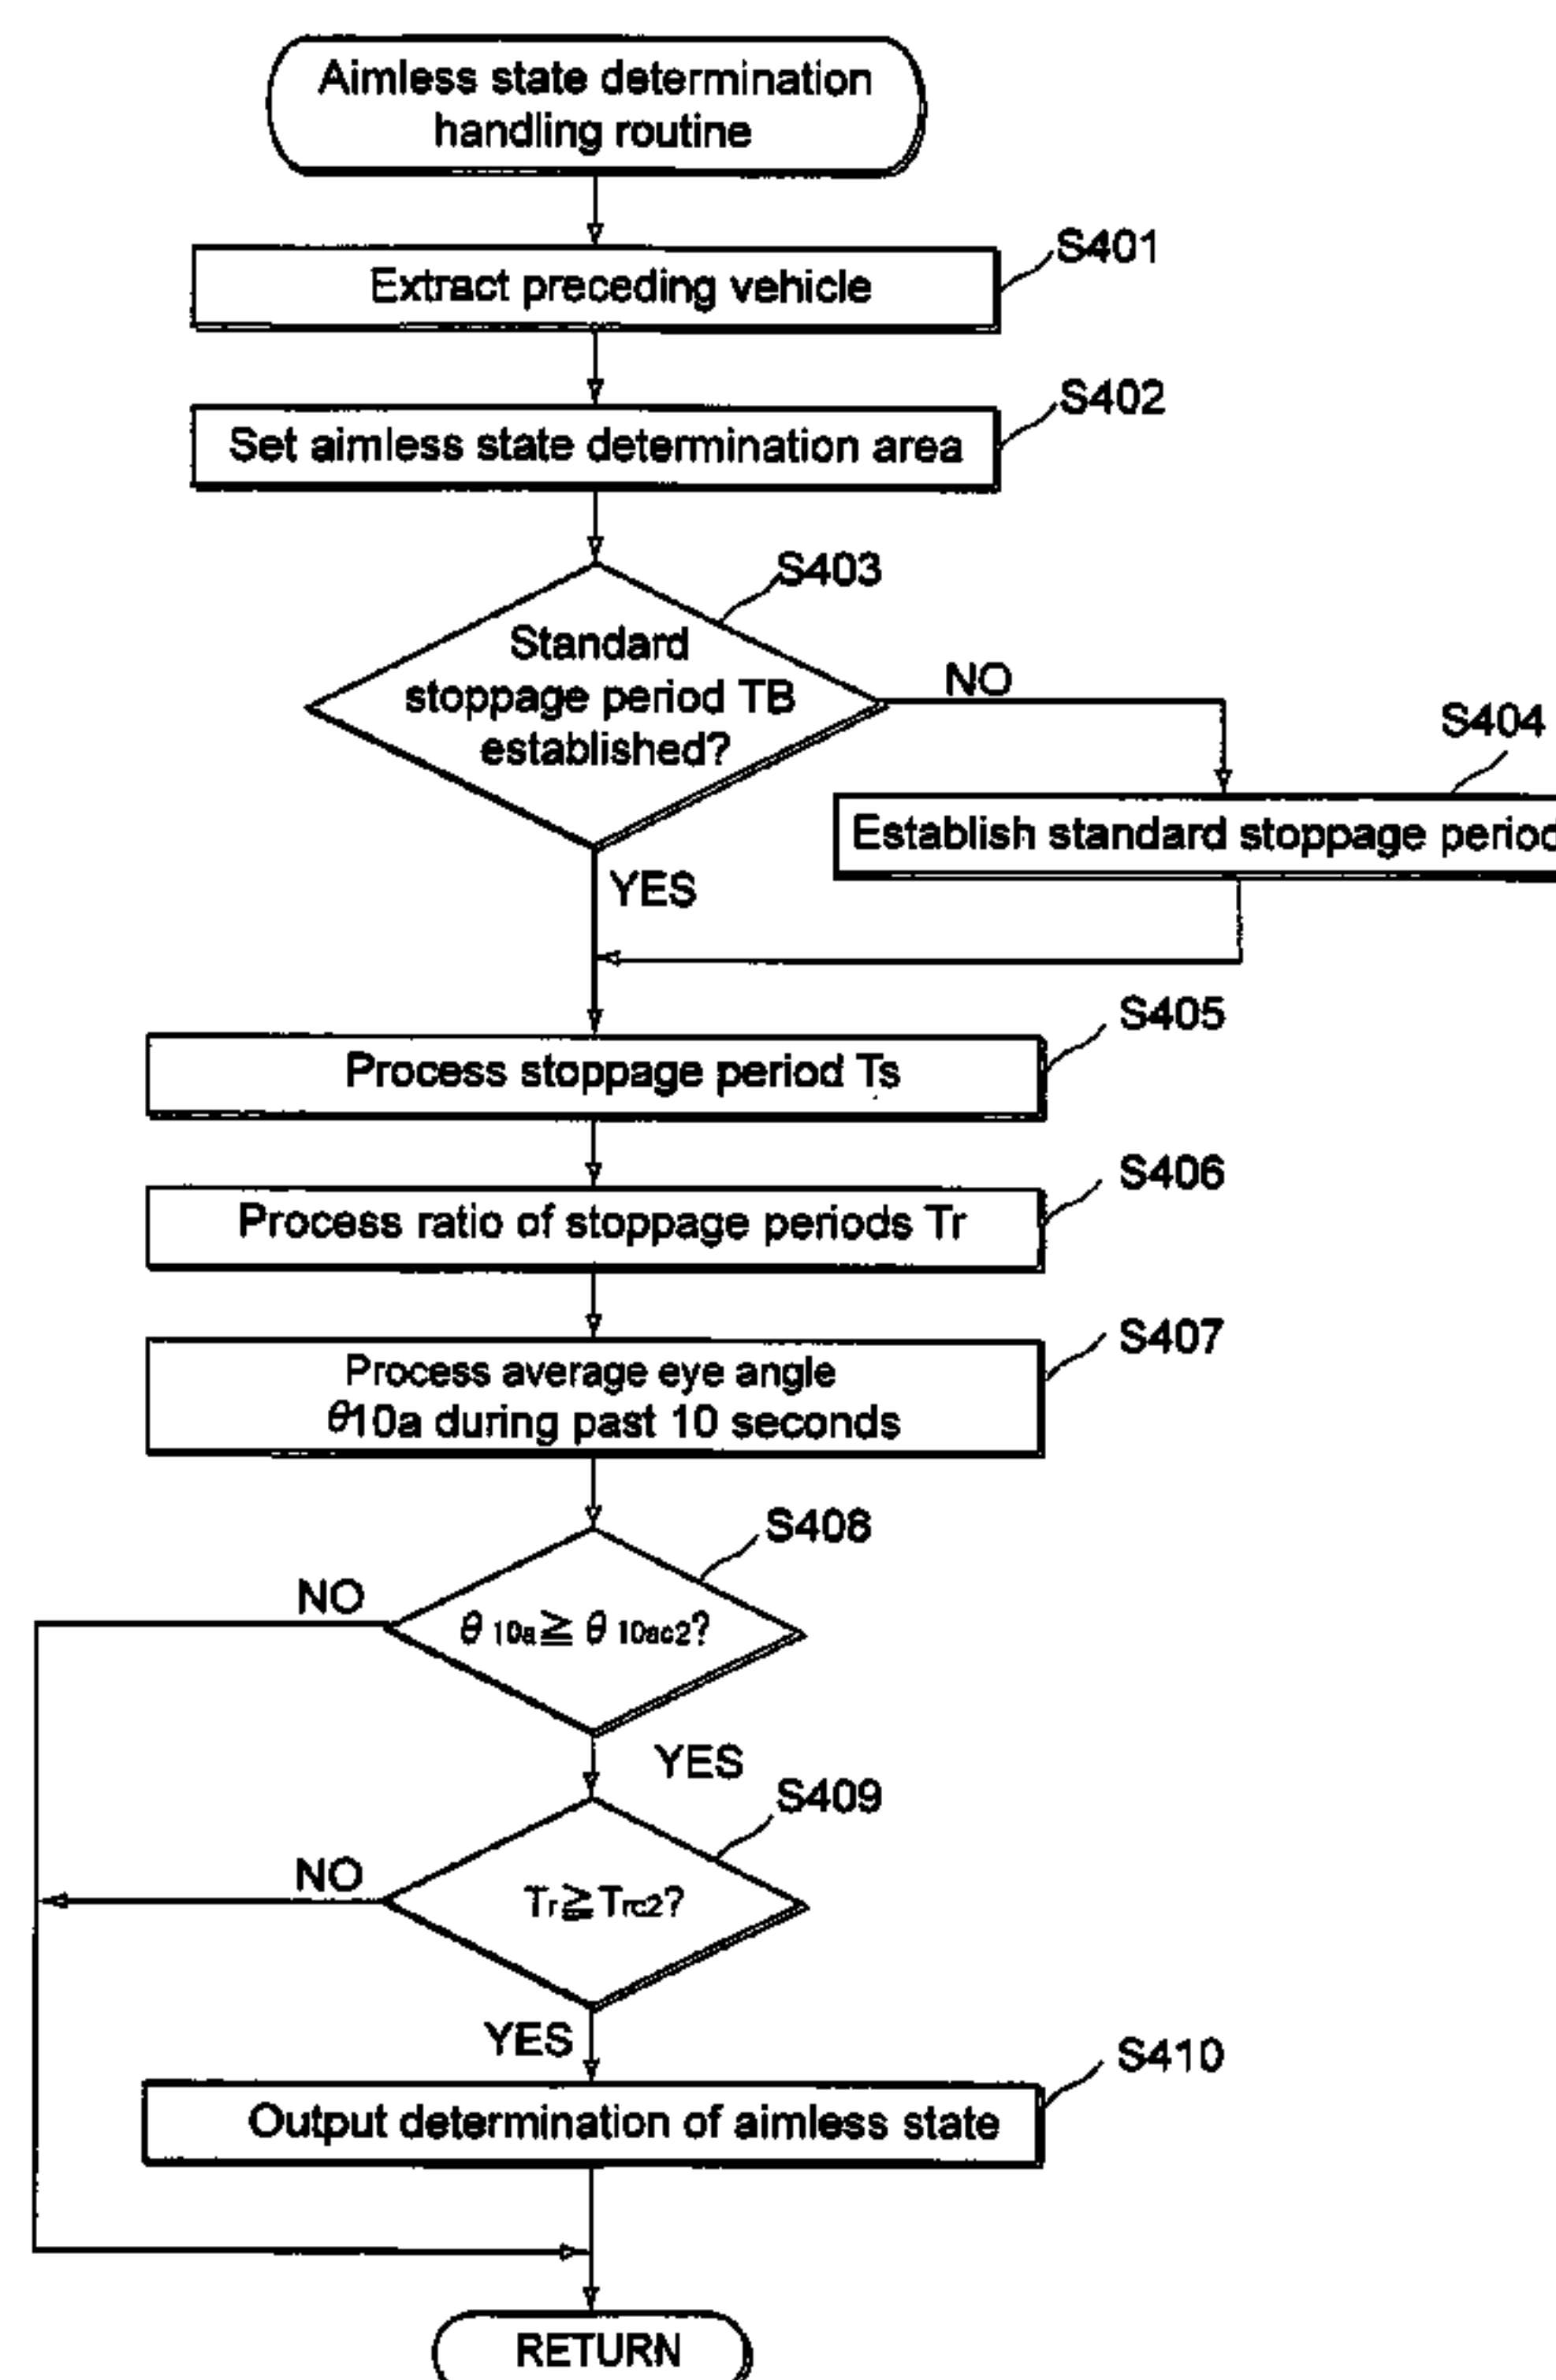 Aimless state determination
handling routine
S401
Extract preceding vehicle
S402
Set aimless state determination area
S403
Standard
stoppage period TB
established?
NO
S404
Establish standard stoppage period
YES
S405
Process stoppage period Ts
S406
Process ratio of stoppage periods Tr
S407
Process average eye angle
θ10a during past 10 seconds
S408
NO
θ10a≧θ10ac2?
YES
S409
NO
Tr≧Trc2?
YES
S410
Output determination of aimless state
RETURN